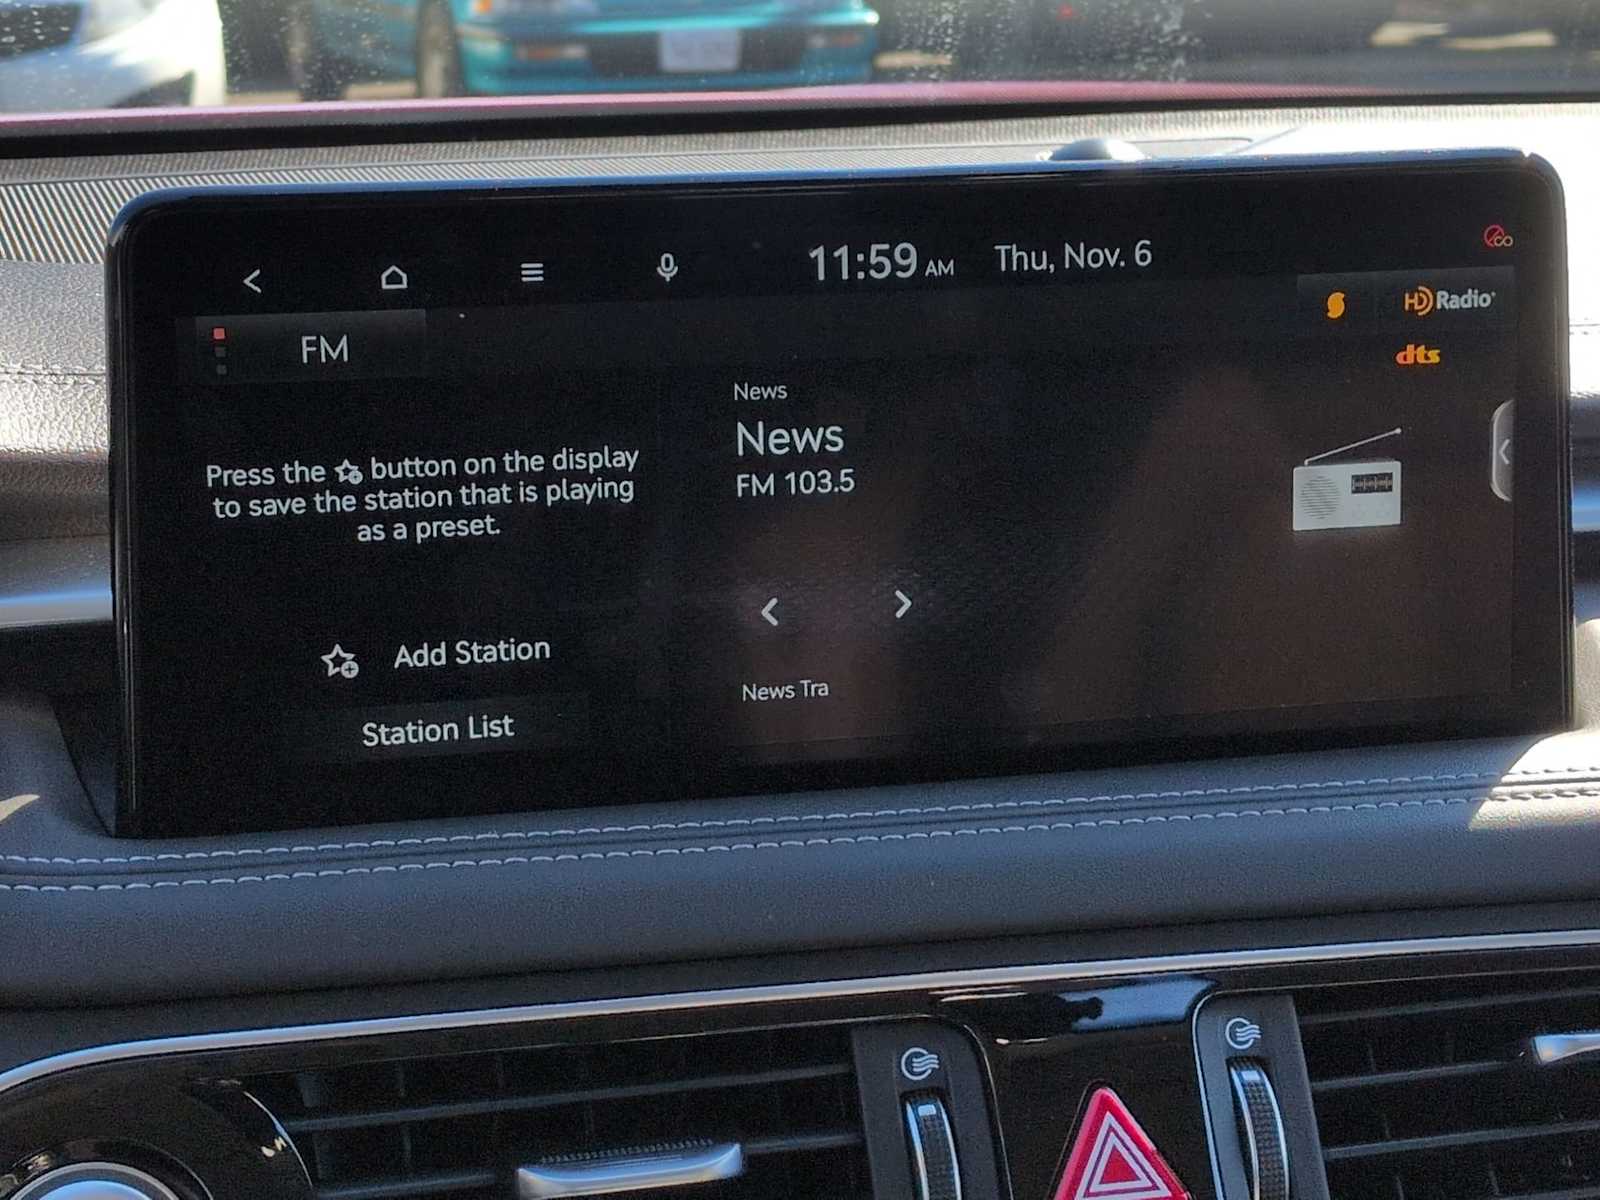 11:59 AM Thu, Nov. 6
FM
HD Radio
dts
News
News
FM 103.5
Press the button on the display
to save the station that is playing
as a preset.
Add Station
News Tra
Station List